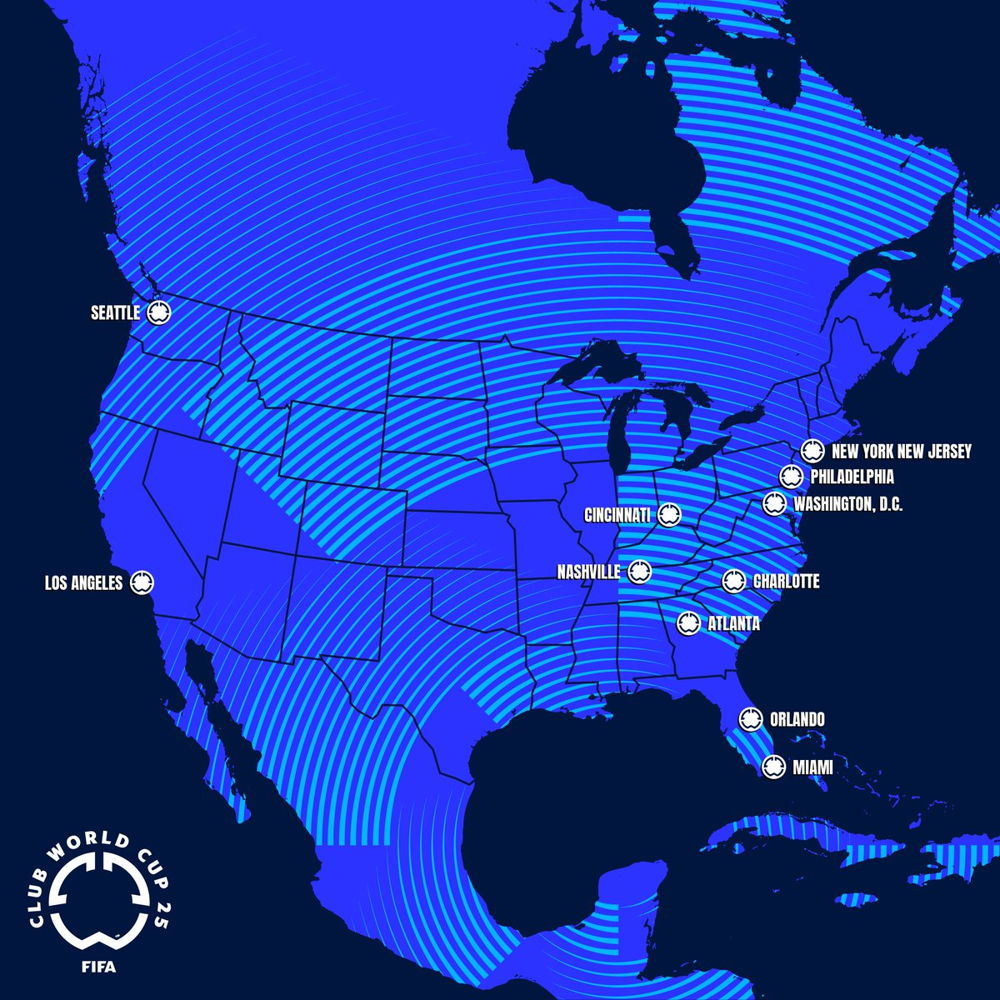 SEATTLE
NEW YORK NEW JERSEY
PHILADELPHIA
WASHINGTON, D.C.
CINCINNATI
NASHVILLE
LOS ANGELES
CHARLOTTE
ATLANTA
ORLANDO
MIAMI
CLUB WORLD CUP 25
TM
FIFA